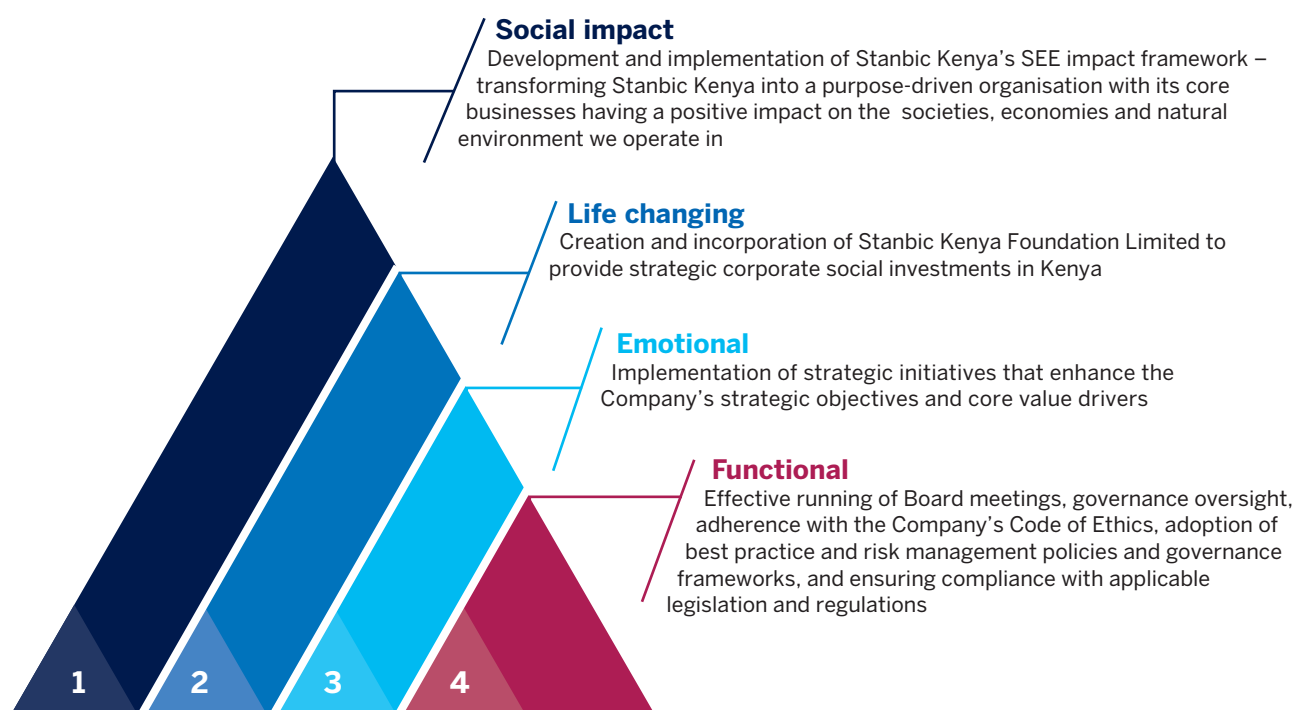 Social impact
Development and implementation of Stanbic Kenya’s SEE impact framework –
transforming Stanbic Kenya into a purpose-driven organisation with its core
businesses having a positive impact on the societies, economies and natural
environment we operate in
Life changing
Creation and incorporation of Stanbic Kenya Foundation Limited to
provide strategic corporate social investments in Kenya
Emotional
Implementation of strategic initiatives that enhance the
Company’s strategic objectives and core value drivers
Functional
Effective running of Board meetings, governance oversight,
adherence with the Company’s Code of Ethics, adoption of
best practice and risk management policies and governance
frameworks, and ensuring compliance with applicable
legislation and regulations
1 2 3 4